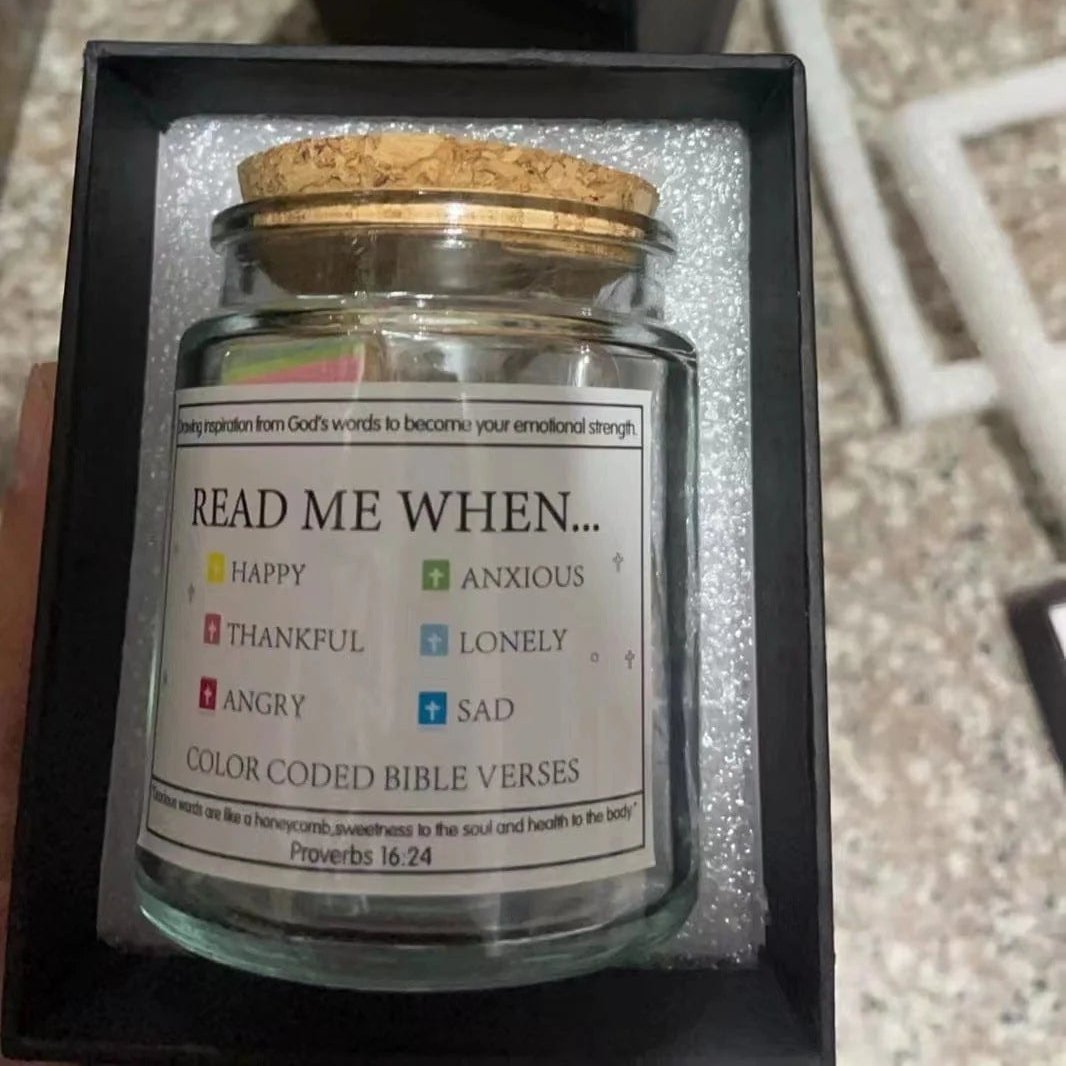 inspiration from God's words to become your emotional strength.
READ ME WHEN...
HAPPY ANXIOUS
THANKFUL LONELY
ANGRY SAD
COLOR CODED BIBLE VERSES
words are like a honeycomb,sweetness to the soul and health to the body"
Proverbs 16:24